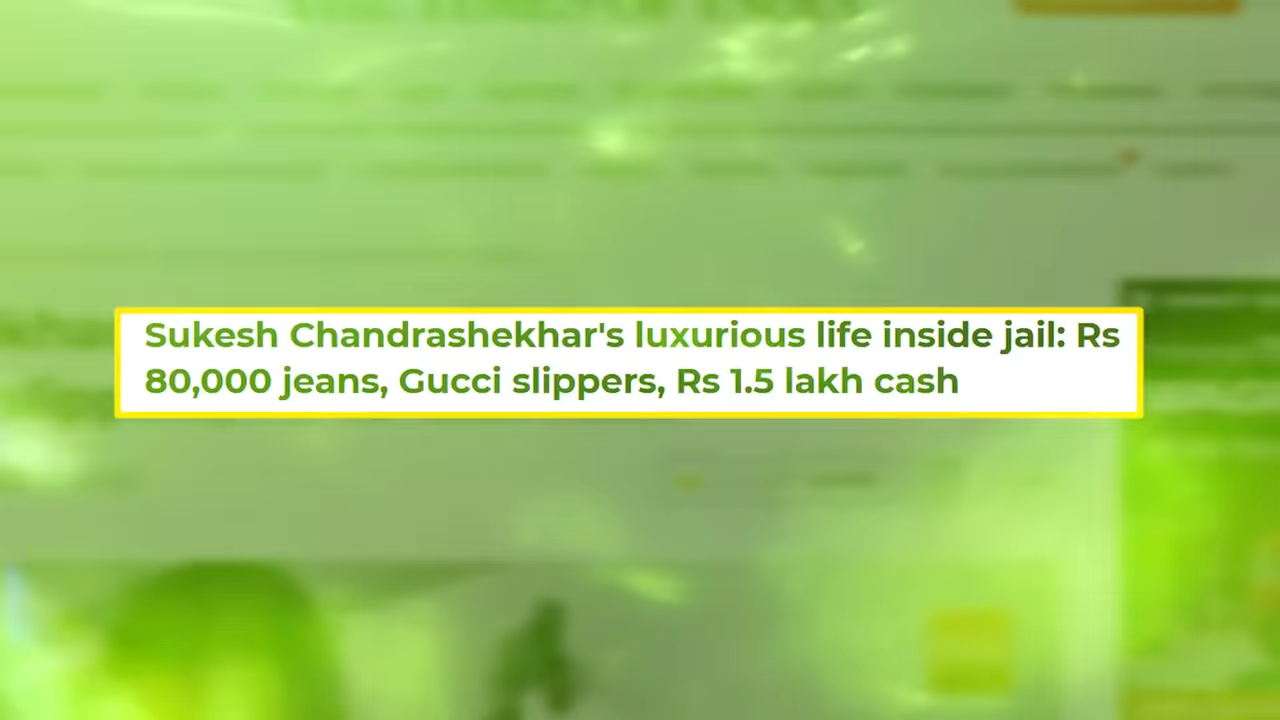 Sukesh Chandrashekhar's luxurious life inside jail: Rs
80,000 jeans, Gucci slippers, Rs 1.5 lakh cash